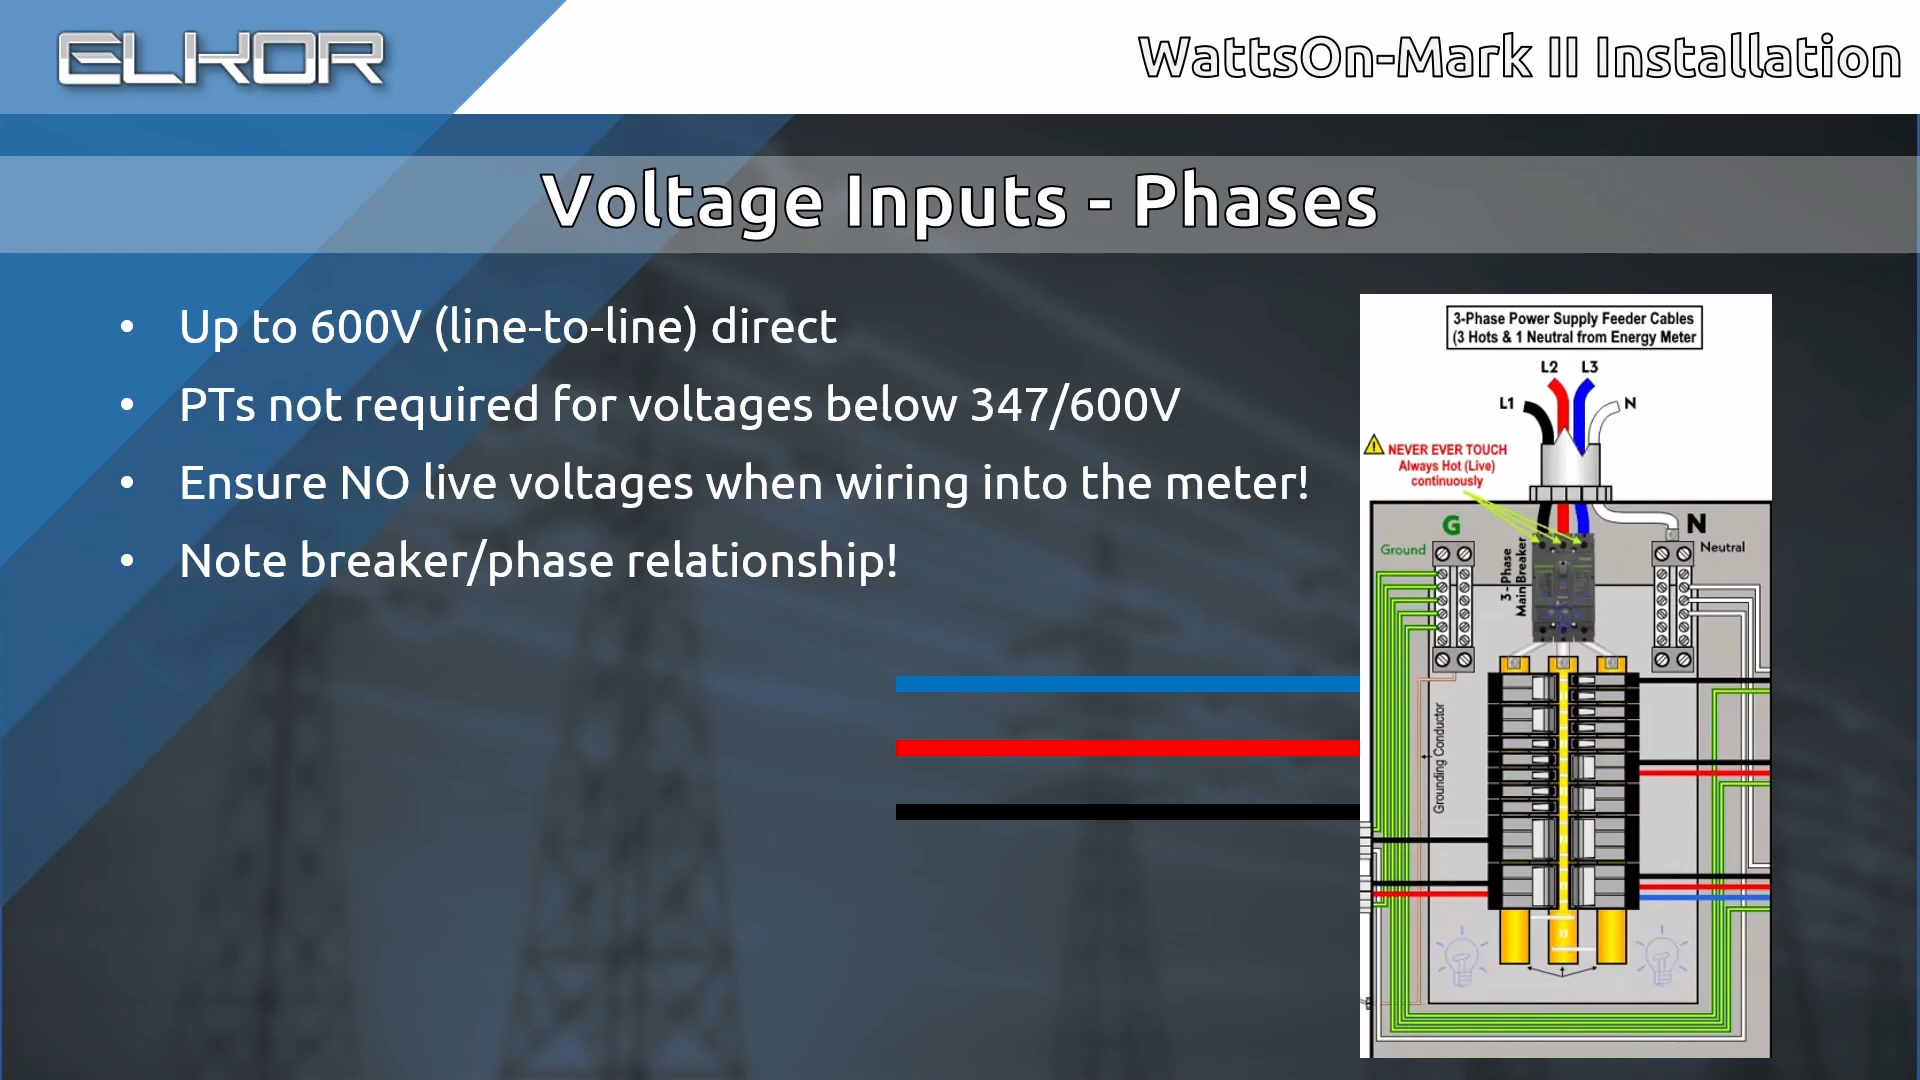 ELKOR
WattsOn-Mark II Installation
Voltage Inputs - Phases
• Up to 600V (line-to-line) direct
• PTs not required for voltages below 347/600V
• Ensure NO live voltages when wiring into the meter!
• Note breaker/phase relationship!
3-Phase Power Supply Feeder Cables
(3 Hots & 1 Neutral from Energy Meter
L2 L3
L1 N
NEVER EVER TOUCH
Always Hot (Live)
continuously
G N
Ground
Neutral
3-Phase
Main Breaker
Grounding Conductor